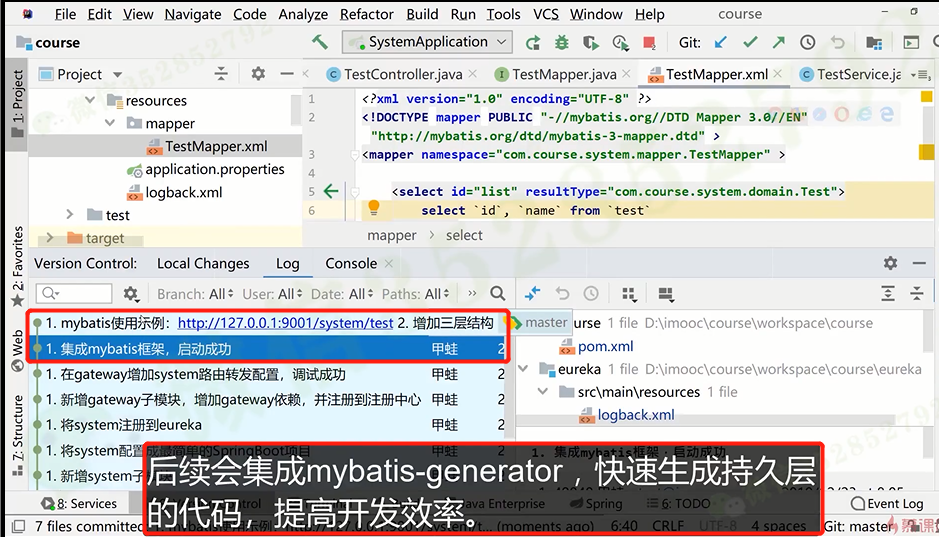 File Edit View Navigate Code Analyze Refactor Build Run Tools VCS Window Help course
course SystemApplication Git:
1: Project
Project
TestController.java TestMapper.java TestMapper.xml TestService.ja
resources
mapper
TestMapper.xml
application.properties
logback.xml
test
target
1 <?xml version="1.0" encoding="UTF-8" ?>
2 <!DOCTYPE mapper PUBLIC "-//mybatis.org//DTD Mapper 3.0//EN"
"http://mybatis.org/dtd/mybatis-3-mapper.dtd" >
3 <mapper namespace="com.course.system.mapper.TestMapper" >
4
5 <select id="list" resultType="com.course.system.domain.Test">
6 select `id`, `name` from `test`
mapper select
2: Favorites
Web
7: Structure
Version Control: Local Changes Log Console
Branch: All User: All Date: All Paths: All
1. mybatis使用示例：http://127.0.0.1:9001/system/test 2. 增加三层结构
1. 集成mybatis框架，启动成功 甲蛙 2
1. 在gateway增加system路由转发配置，调试成功 甲蛙 2
1. 新增gateway子模块，增加gateway依赖，并注册到注册中心 甲蛙 2
1. 将system注册到eureka 甲蛙 2
1. 将system配置成最简单的SpringBoot项目
1. 新增system子
master urse 1 file D:\imooc\course\workspace\course
pom.xml
eureka 1 file D:\imooc\course\workspace\course\eureka
src\main\resources 1 file
logback.xml
1. 集成mybatis框架，启动成功
后续会集成mybatis-generator，快速生成持久层
的代码，提高开发效率。
8: Services Java Enterprise Spring 6: TODO Event Log
7 files committed (moments ago) 6:40 CRLF UTF-8 4 spaces Git: master